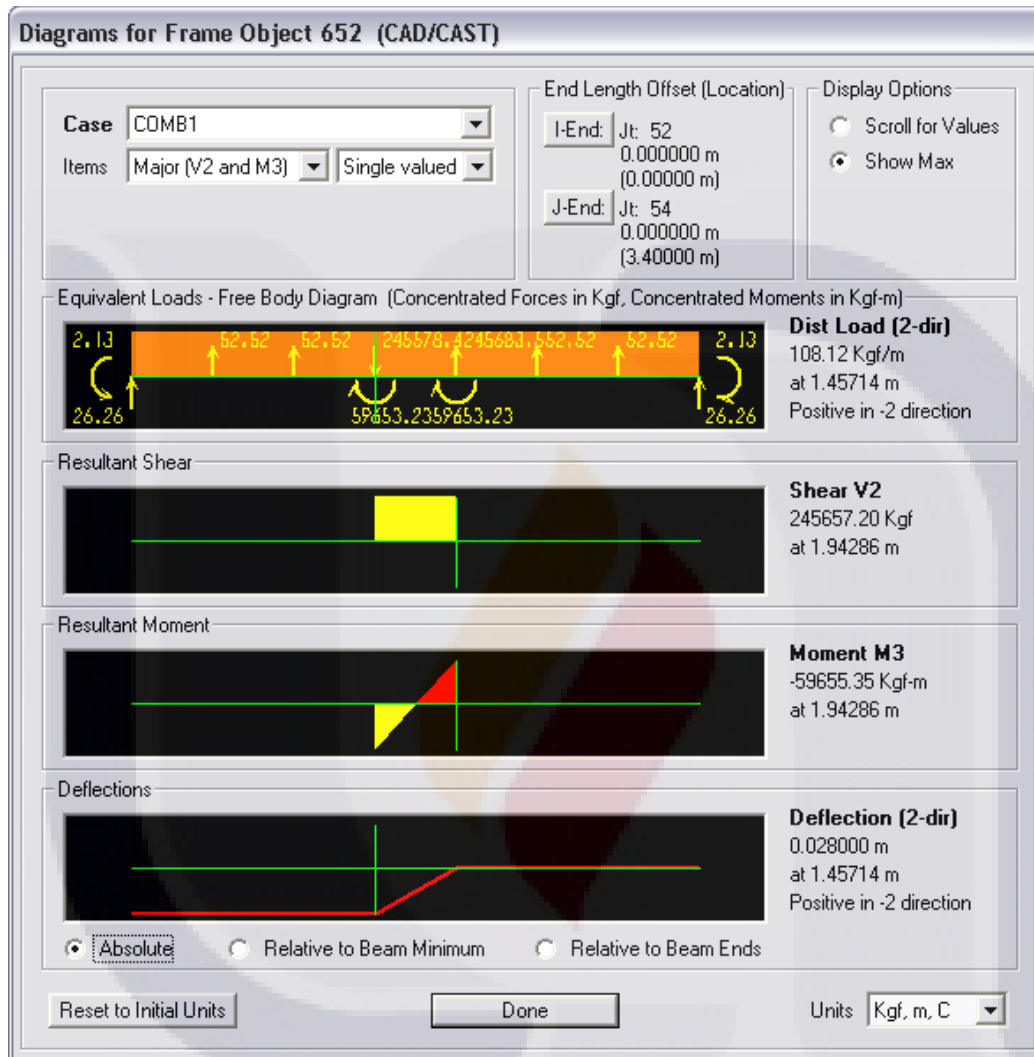 Diagrams for Frame Object 652 (CAD/CAST)
Case COMB1
Items Major (V2 and M3) Single valued
End Length Offset (Location)
I-End: Jt: 52
0.000000 m
(0.00000 m)
J-End: Jt: 54
0.000000 m
(3.40000 m)
Display Options
Scroll for Values
Show Max
Equivalent Loads - Free Body Diagram (Concentrated Forces in Kgf, Concentrated Moments in Kgf-m)
2.13 52.52 52.52 245578.4245683.552.52 52.52 2.13
26.26 59653.2359653.23 26.26
Dist Load (2-dir)
108.12 Kgf/m
at 1.45714 m
Positive in -2 direction
Resultant Shear
Shear V2
245657.20 Kgf
at 1.94286 m
Resultant Moment
Moment M3
-59655.35 Kgf-m
at 1.94286 m
Deflections
Deflection (2-dir)
0.028000 m
at 1.45714 m
Positive in -2 direction
Absolute Relative to Beam Minimum Relative to Beam Ends
Reset to Initial Units Done Units Kgf, m, C